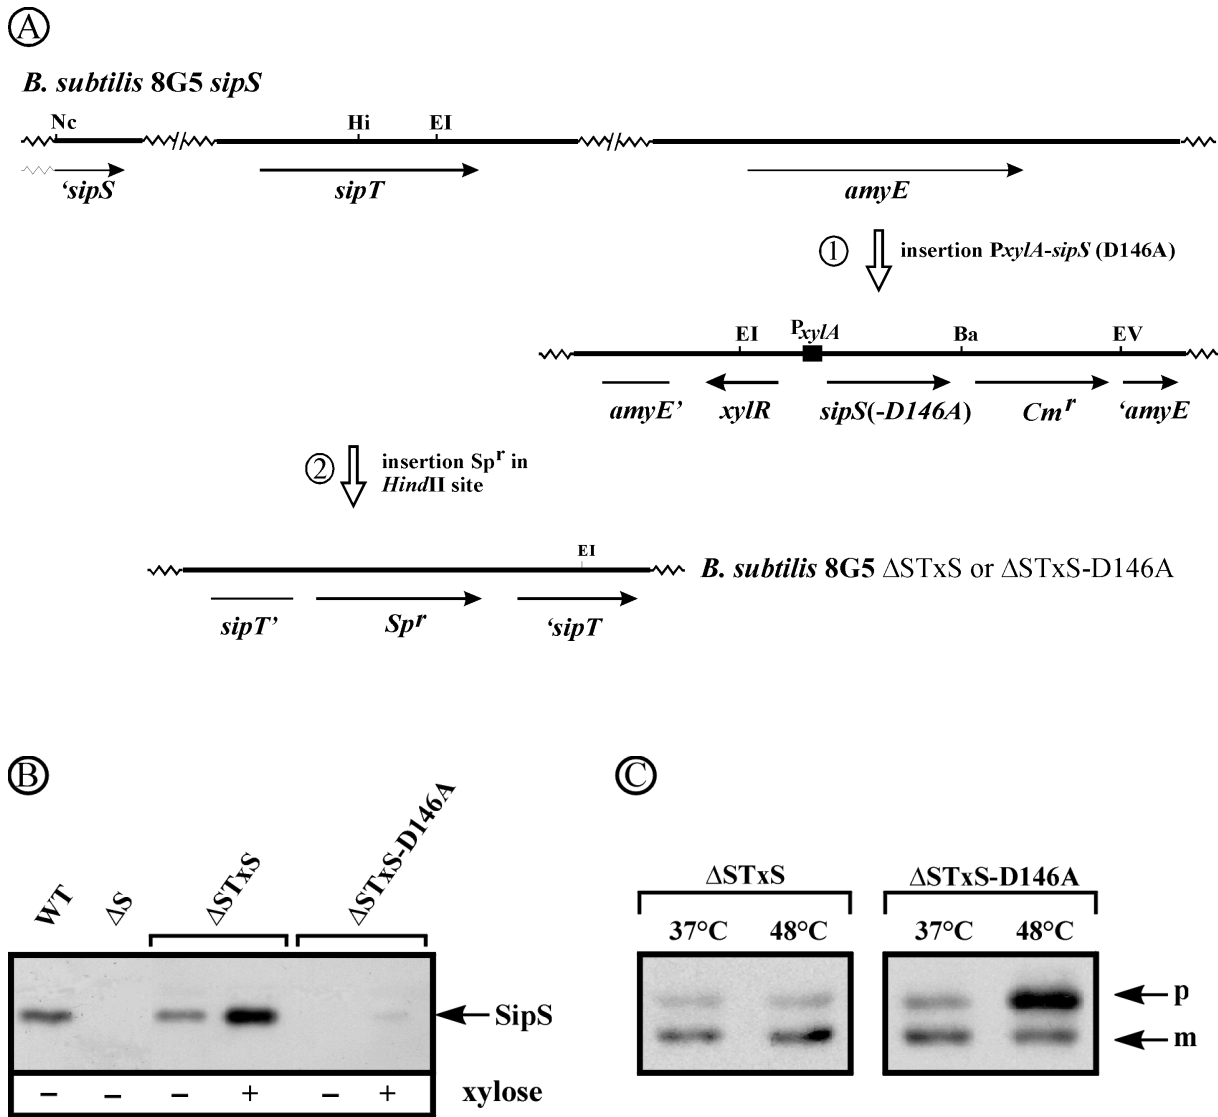 A
B. subtilis 8G5 sipS
Nc Hi EI
‘sipS sipT amyE
1 insertion PxylA-sipS (D146A)
EI PxylA Ba EV
amyE’ xylR sipS(-D146A) Cmr ‘amyE
2 insertion Spr in
HindII site
EI
B. subtilis 8G5 ΔSTxS or ΔSTxS-D146A
sipT’ Spr ‘sipT
B
WT ΔS ΔSTxS ΔSTxS-D146A
SipS
– – – + – + xylose
C
ΔSTxS ΔSTxS-D146A
37°C 48°C 37°C 48°C
p
m